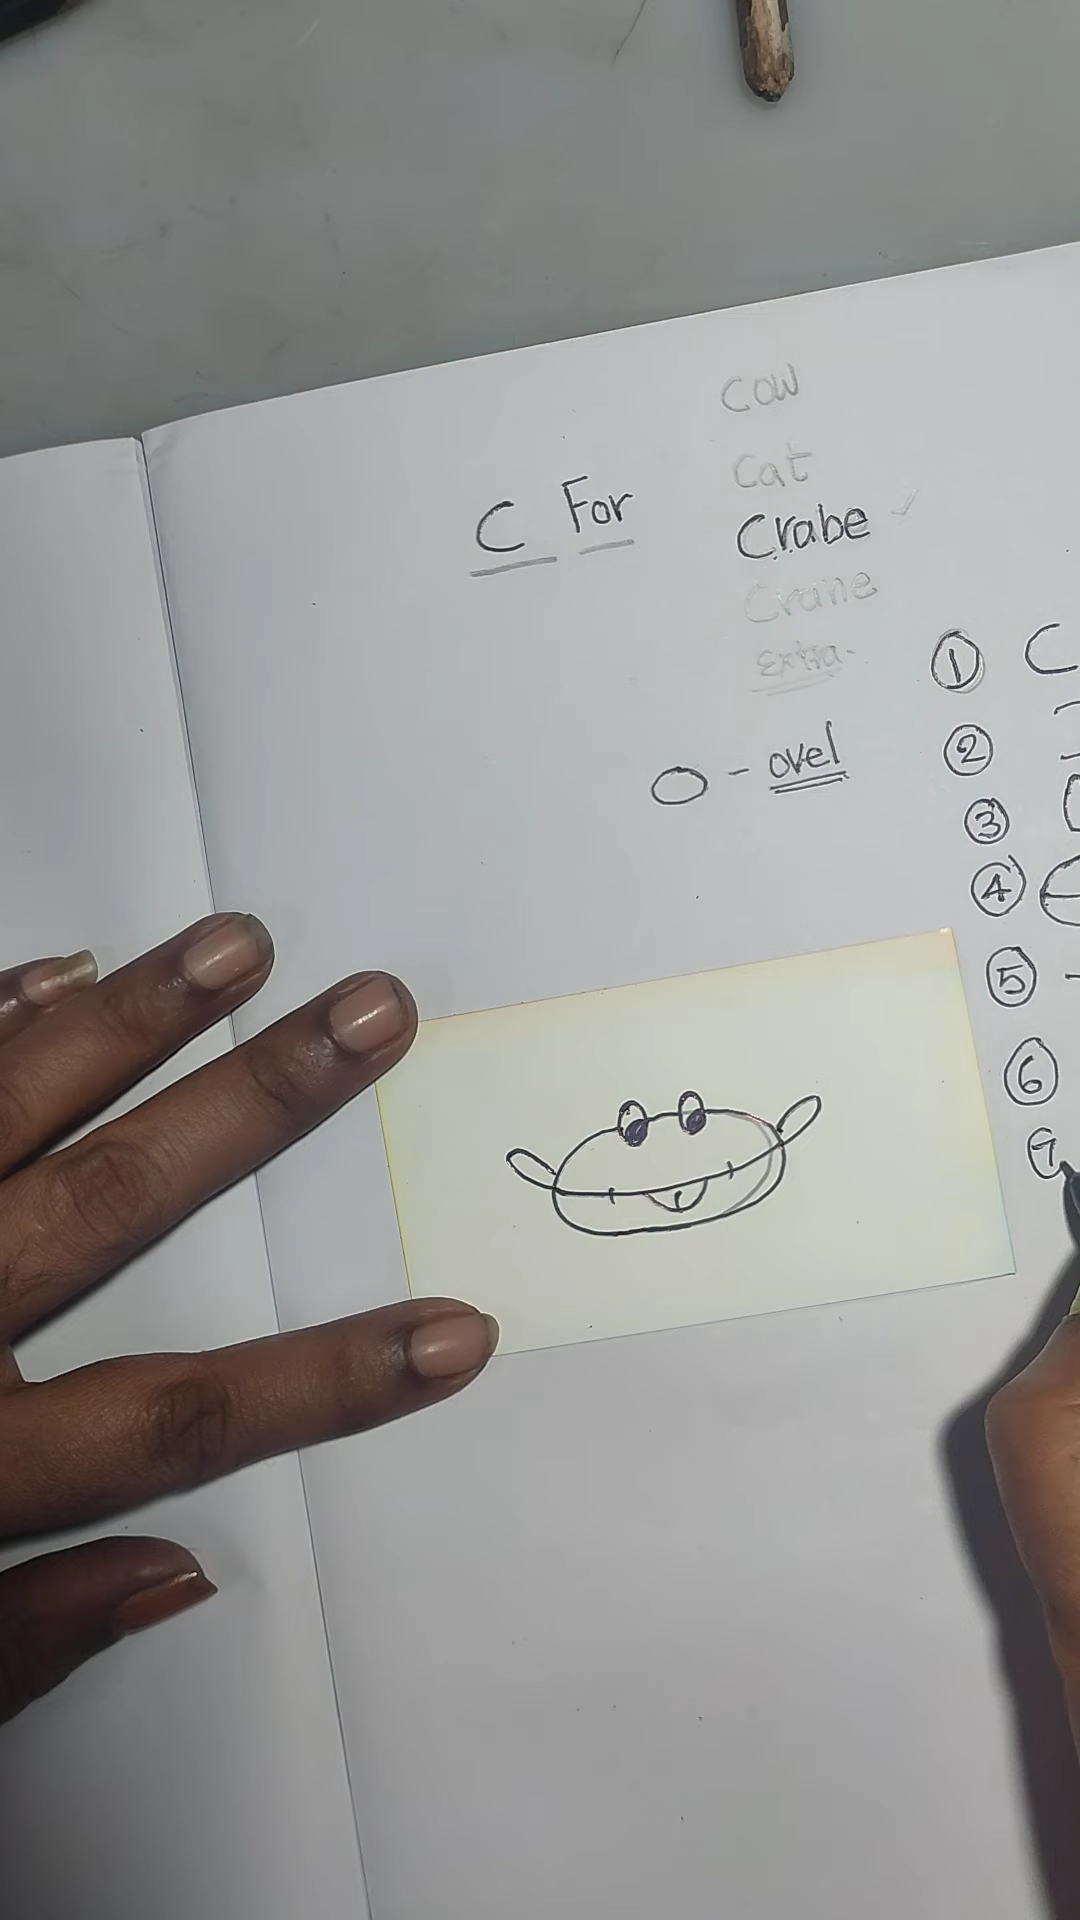 Cow
Cat
C For Crabe
Crane
Extra.
- ovel
① C
②
③
④
⑤ -
⑥
7